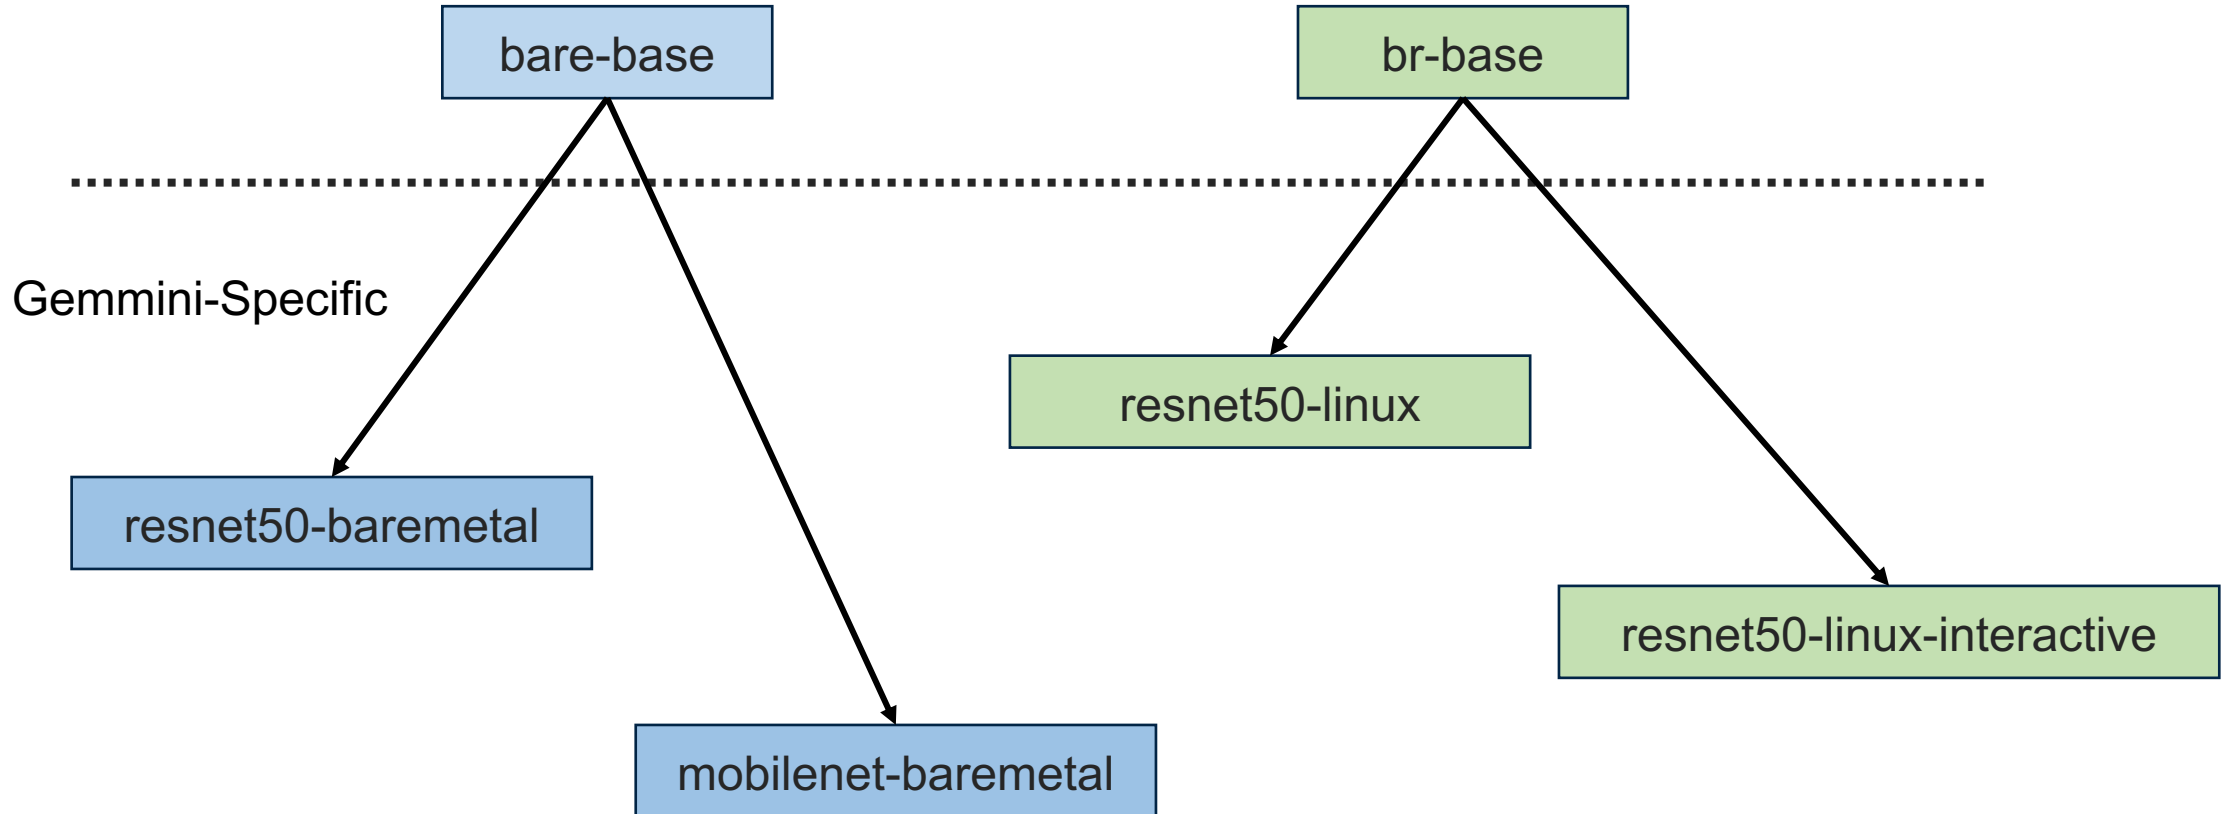 bare-base
br-base
Gemmini-Specific
resnet50-linux
resnet50-baremetal
resnet50-linux-interactive
mobilenet-baremetal